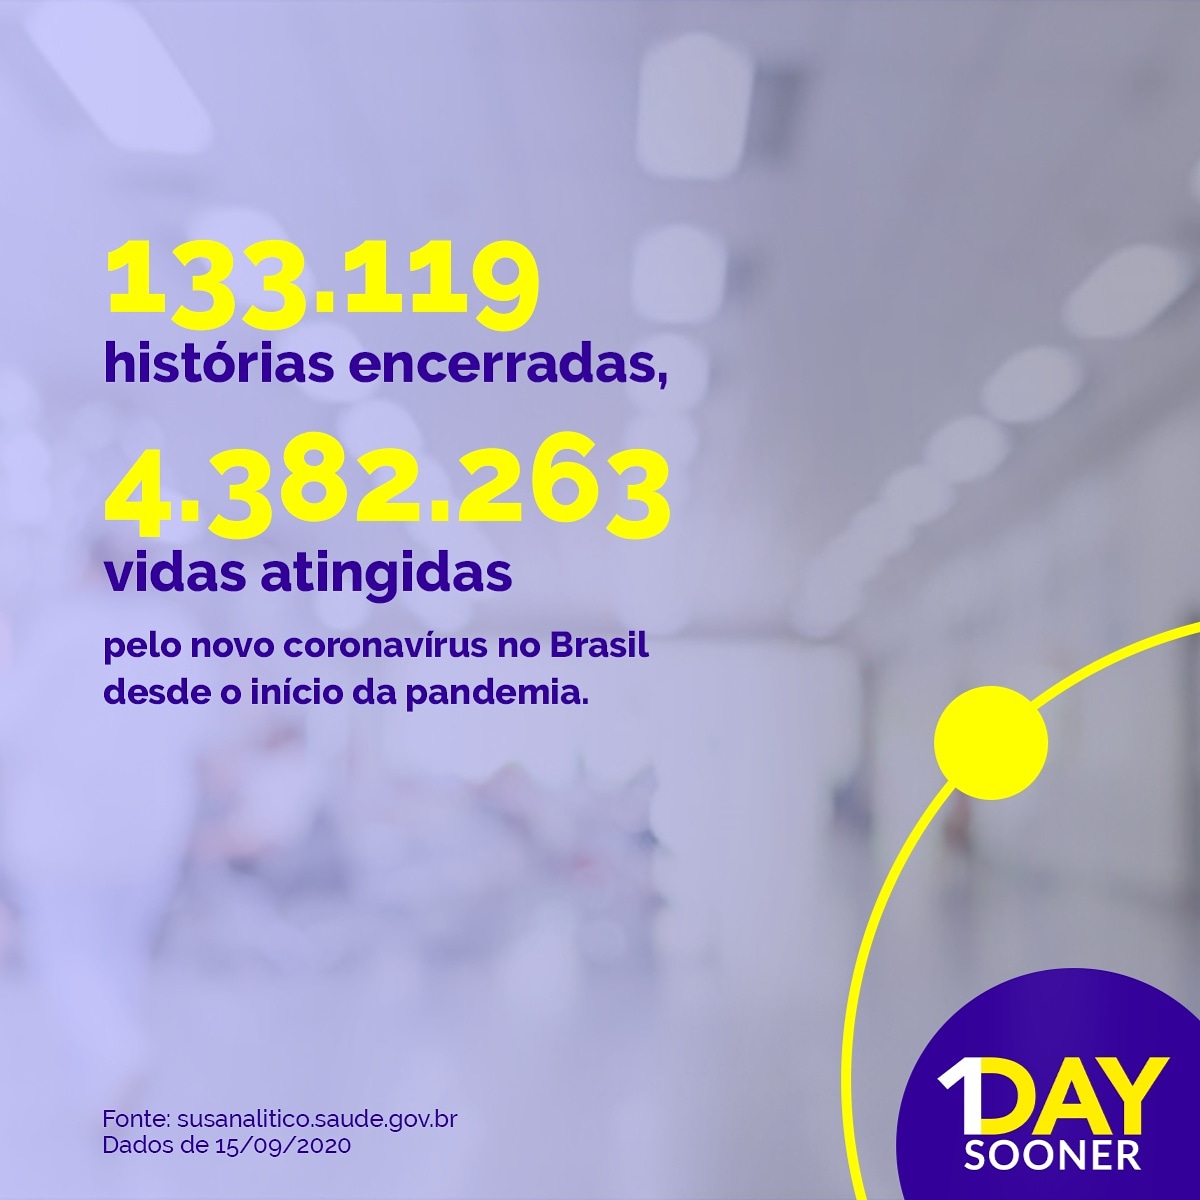 133.119
histórias encerradas,
4.382.263
vidas atingidas
pelo novo coronavírus no Brasil
desde o início da pandemia.
Fonte: susanalitico.saude.gov.br
Dados de 15/09/2020
1DAY
SOONER